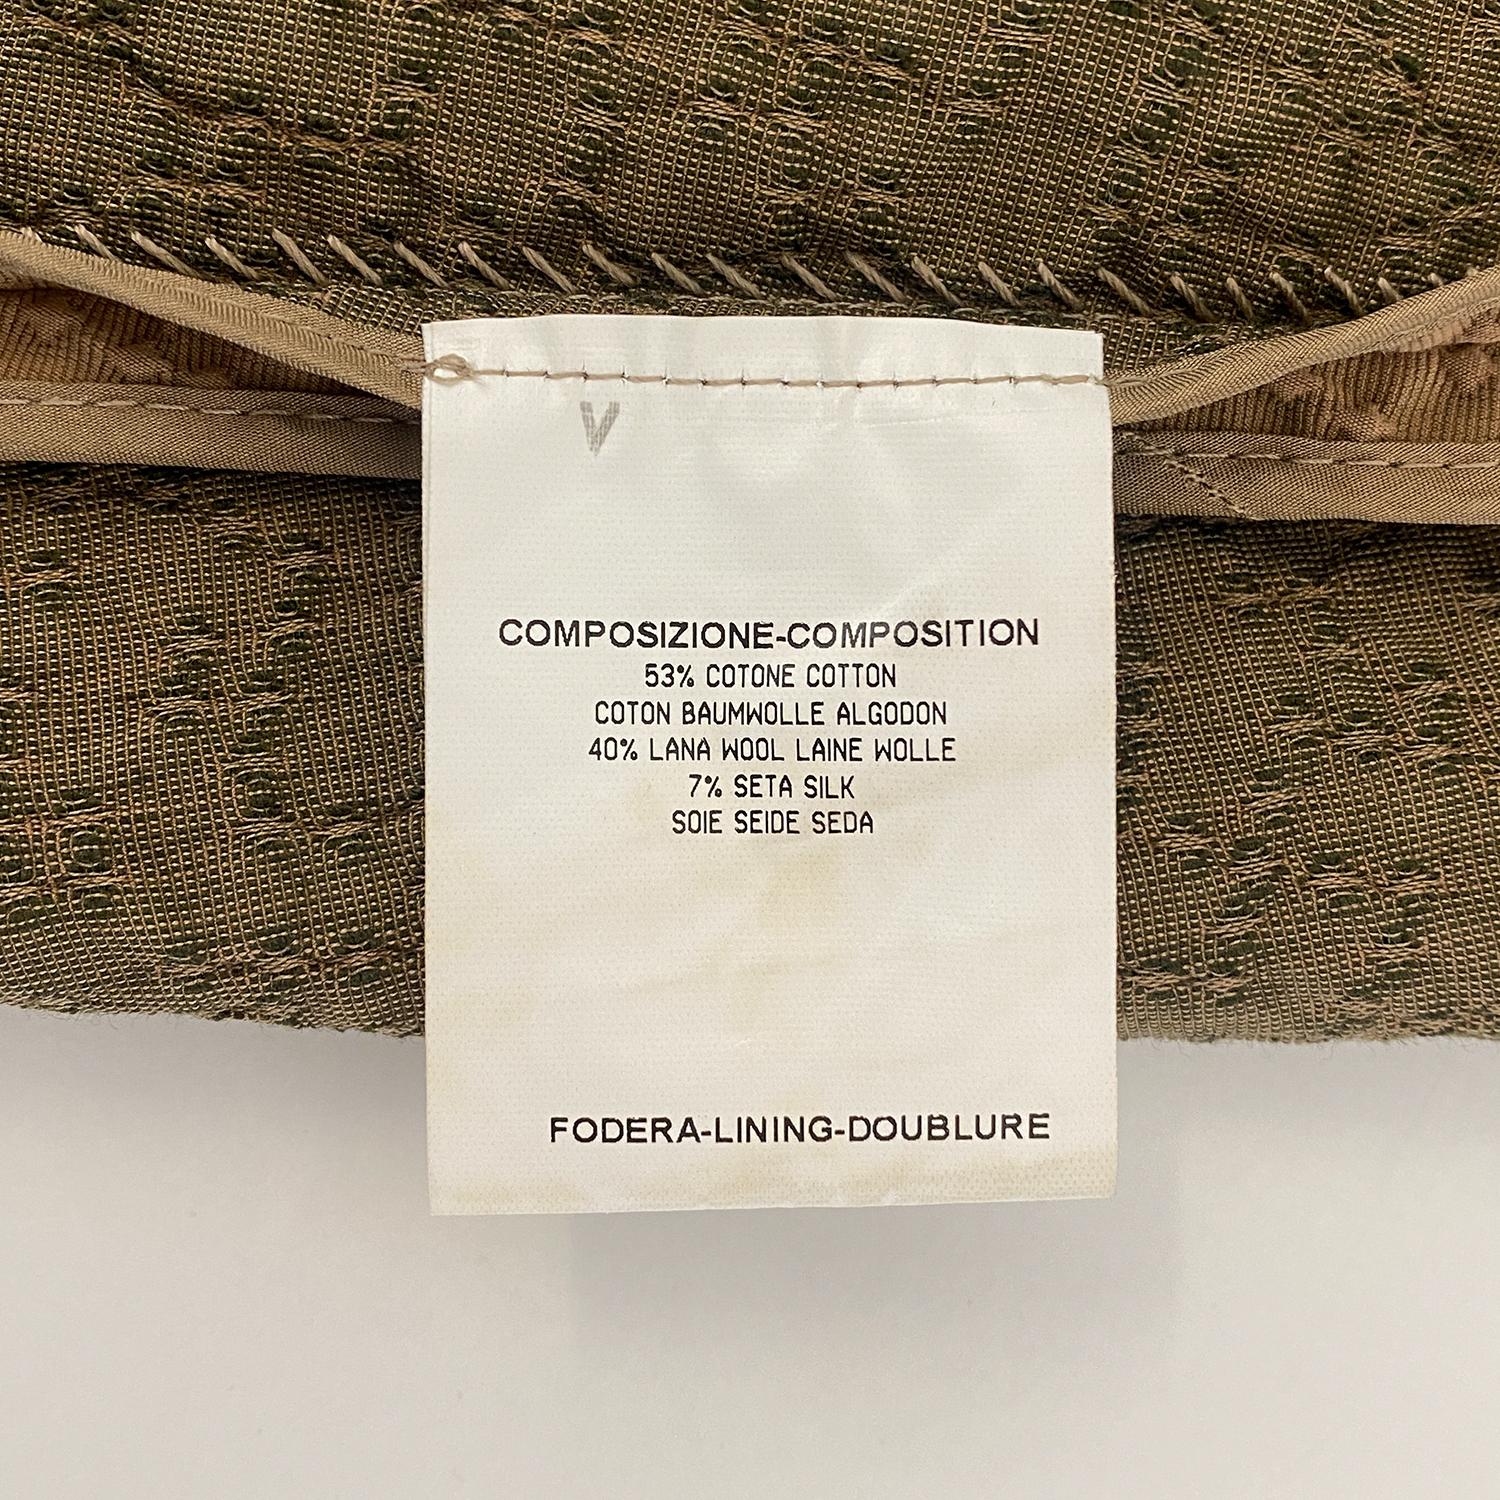 V
COMPOSIZIONE-COMPOSITION
53% COTONE COTTON
COTON BAUMWOLLE ALGODON
40% LANA WOOL LAINE WOLLE
7% SETA SILK
SOIE SEIDE SEDA
FODERA-LINING-DOUBLURE